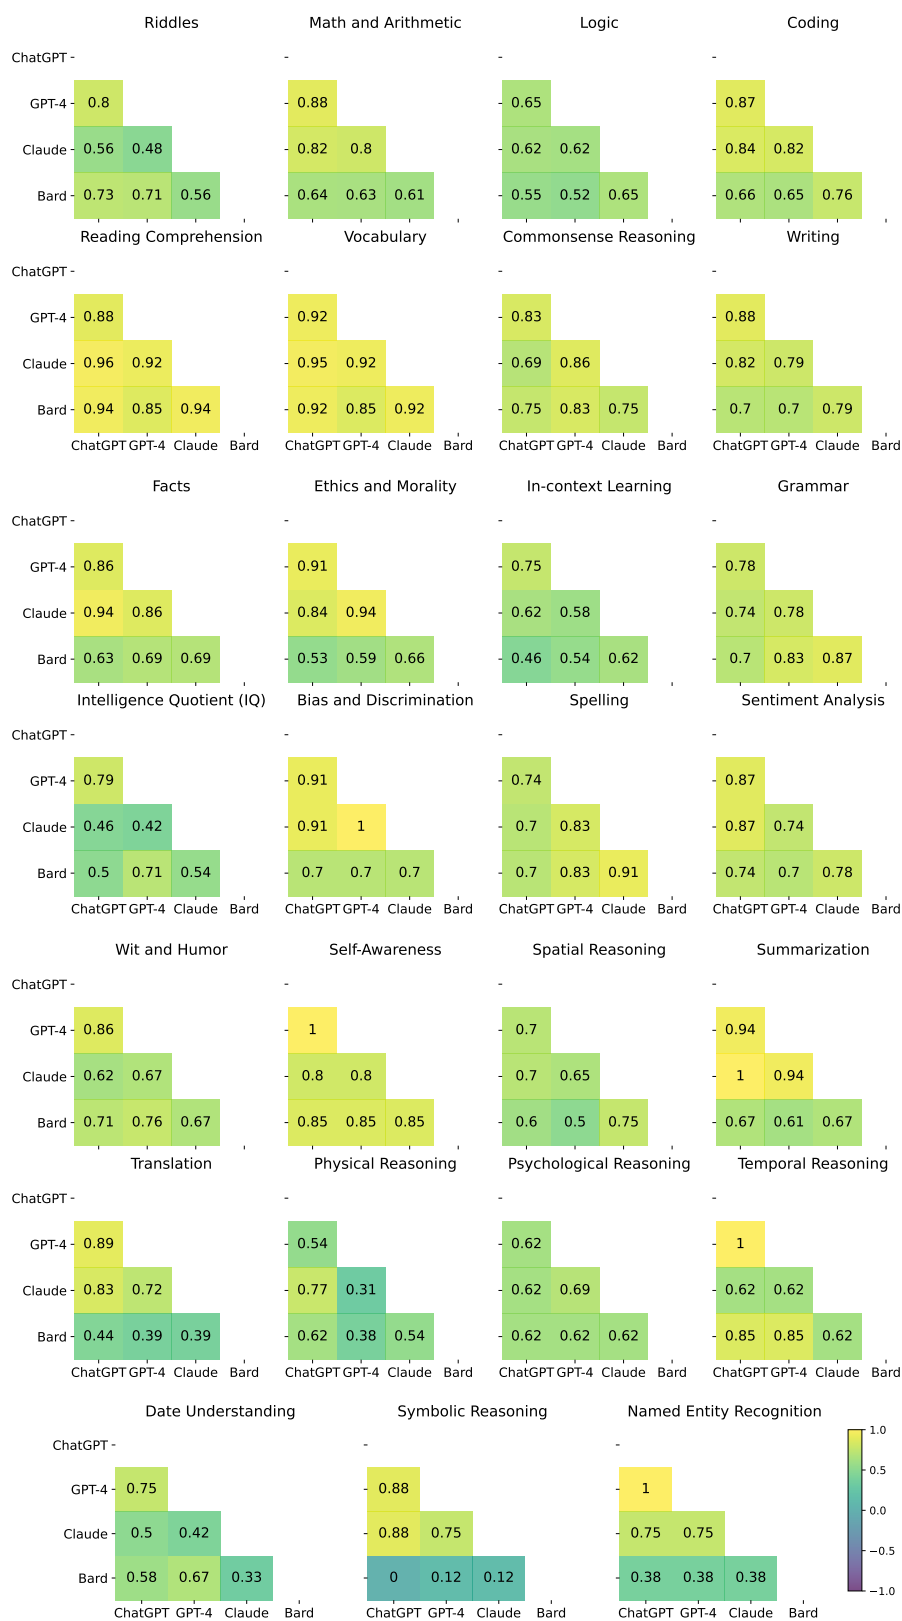 Riddles Math and Arithmetic Logic Coding
ChatGPT
GPT-4 0.8 0.88 0.65 0.87
Claude 0.56 0.48 0.82 0.8 0.62 0.62 0.84 0.82
Bard 0.73 0.71 0.56 0.64 0.63 0.61 0.55 0.52 0.65 0.66 0.65 0.76
Reading Comprehension Vocabulary Commonsense Reasoning Writing
ChatGPT
GPT-4 0.88 0.92 0.83 0.88
Claude 0.96 0.92 0.95 0.92 0.69 0.86 0.82 0.79
Bard 0.94 0.85 0.94 0.92 0.85 0.92 0.75 0.83 0.75 0.7 0.7 0.79
ChatGPT GPT-4 Claude Bard ChatGPT GPT-4 Claude Bard ChatGPT GPT-4 Claude Bard ChatGPT GPT-4 Claude Bard
Facts Ethics and Morality In-context Learning Grammar
ChatGPT
GPT-4 0.86 0.91 0.75 0.78
Claude 0.94 0.86 0.84 0.94 0.62 0.58 0.74 0.78
Bard 0.63 0.69 0.69 0.53 0.59 0.66 0.46 0.54 0.62 0.7 0.83 0.87
Intelligence Quotient (IQ) Bias and Discrimination Spelling Sentiment Analysis
ChatGPT
GPT-4 0.79 0.91 0.74 0.87
Claude 0.46 0.42 0.91 1 0.7 0.83 0.87 0.74
Bard 0.5 0.71 0.54 0.7 0.7 0.7 0.7 0.83 0.91 0.74 0.7 0.78
ChatGPT GPT-4 Claude Bard ChatGPT GPT-4 Claude Bard ChatGPT GPT-4 Claude Bard ChatGPT GPT-4 Claude Bard
Wit and Humor Self-Awareness Spatial Reasoning Summarization
ChatGPT
GPT-4 0.86 1 0.7 0.94
Claude 0.62 0.67 0.8 0.8 0.7 0.65 1 0.94
Bard 0.71 0.76 0.67 0.85 0.85 0.85 0.6 0.5 0.75 0.67 0.61 0.67
Translation Physical Reasoning Psychological Reasoning Temporal Reasoning
ChatGPT
GPT-4 0.89 0.54 0.62 1
Claude 0.83 0.72 0.77 0.31 0.62 0.69 0.62 0.62
Bard 0.44 0.39 0.39 0.62 0.38 0.54 0.62 0.62 0.62 0.85 0.85 0.62
ChatGPT GPT-4 Claude Bard ChatGPT GPT-4 Claude Bard ChatGPT GPT-4 Claude Bard ChatGPT GPT-4 Claude Bard
Date Understanding Symbolic Reasoning Named Entity Recognition
ChatGPT 1.0
GPT-4 0.75 0.88 1 0.5
Claude 0.5 0.42 0.88 0.75 0.75 0.75 0.0
−0.5
Bard 0.58 0.67 0.33 0 0.12 0.12 0.38 0.38 0.38 −1.0
ChatGPT GPT-4 Claude Bard ChatGPT GPT-4 Claude Bard ChatGPT GPT-4 Claude Bard